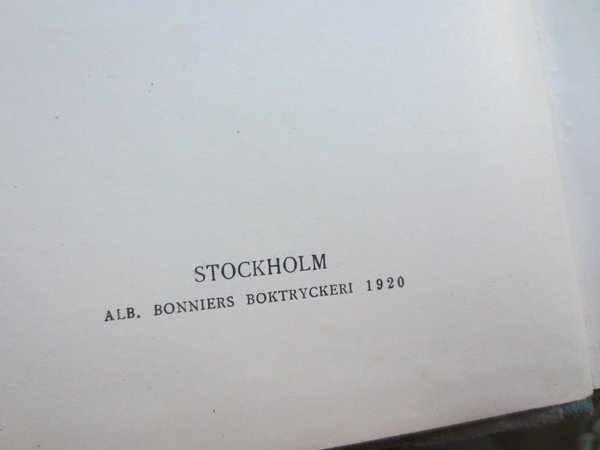 STOCKHOLM
ALB. BONNIERS BOKTRYCKERI 1920